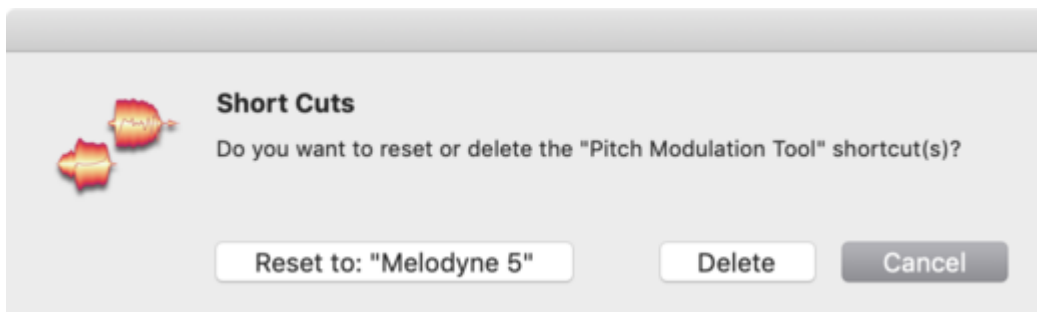 Short Cuts
Do you want to reset or delete the "Pitch Modulation Tool" shortcut(s)?
Reset to: "Melodyne 5" Delete Cancel